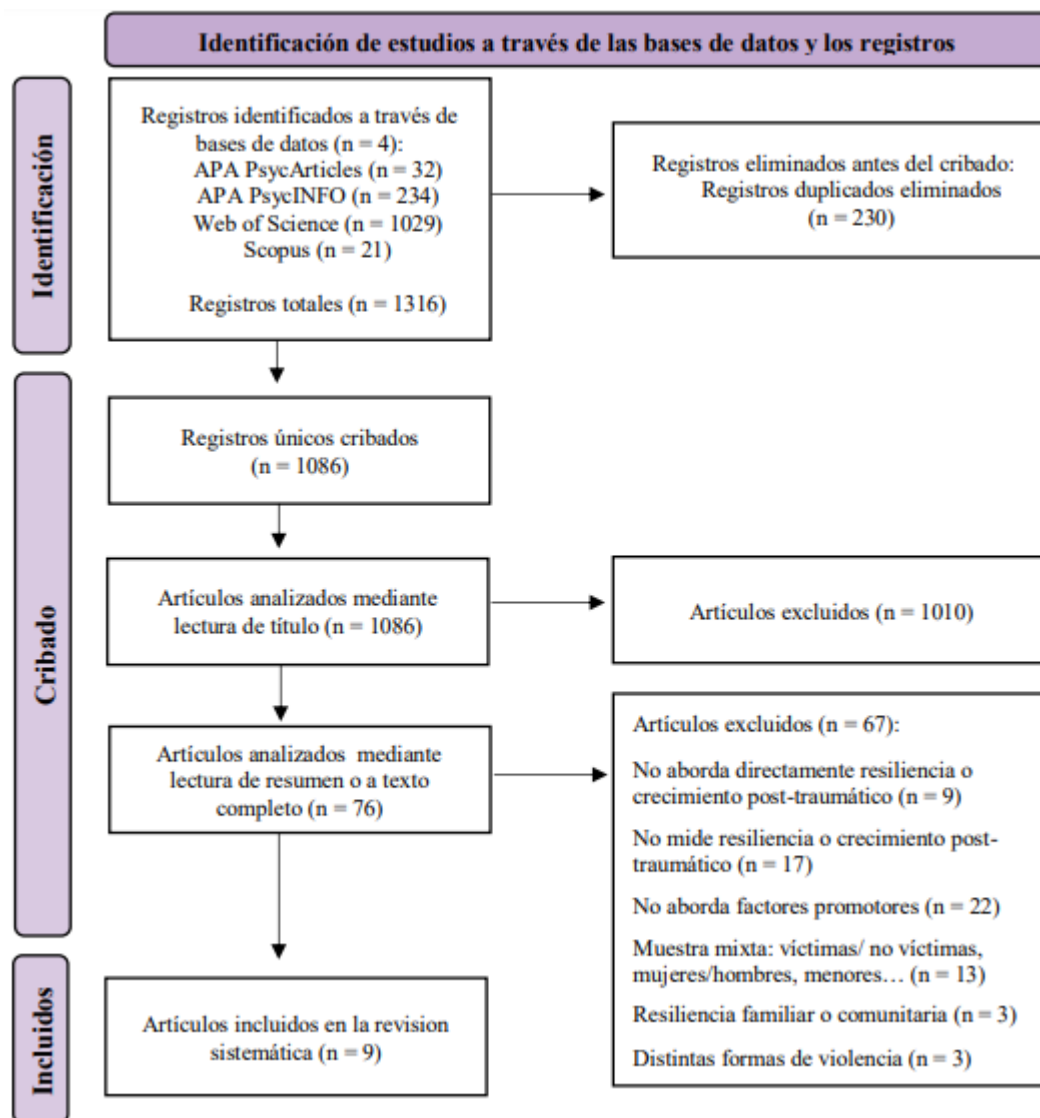 Identificación de estudios a través de las bases de datos y los registros
Identificación
Registros identificados a través de
bases de datos (n = 4):
APA PsycArticles (n = 32)
APA PsycINFO (n = 234)
Web of Science (n = 1029)
Scopus (n = 21)
Registros totales (n = 1316)
Registros eliminados antes del cribado:
Registros duplicados eliminados
(n = 230)
Cribado
Registros únicos cribados
(n = 1086)
Artículos analizados mediante
lectura de título (n = 1086)
Artículos excluidos (n = 1010)
Artículos analizados mediante
lectura de resumen o a texto
completo (n = 76)
Artículos excluidos (n = 67):
No aborda directamente resiliencia o
crecimiento post-traumático (n = 9)
No mide resiliencia o crecimiento post-
traumático (n = 17)
No aborda factores promotores (n = 22)
Muestra mixta: víctimas/ no víctimas,
mujeres/hombres, menores… (n = 13)
Resiliencia familiar o comunitaria (n = 3)
Distintas formas de violencia (n = 3)
Incluidos
Artículos incluidos en la revision
sistemática (n = 9)